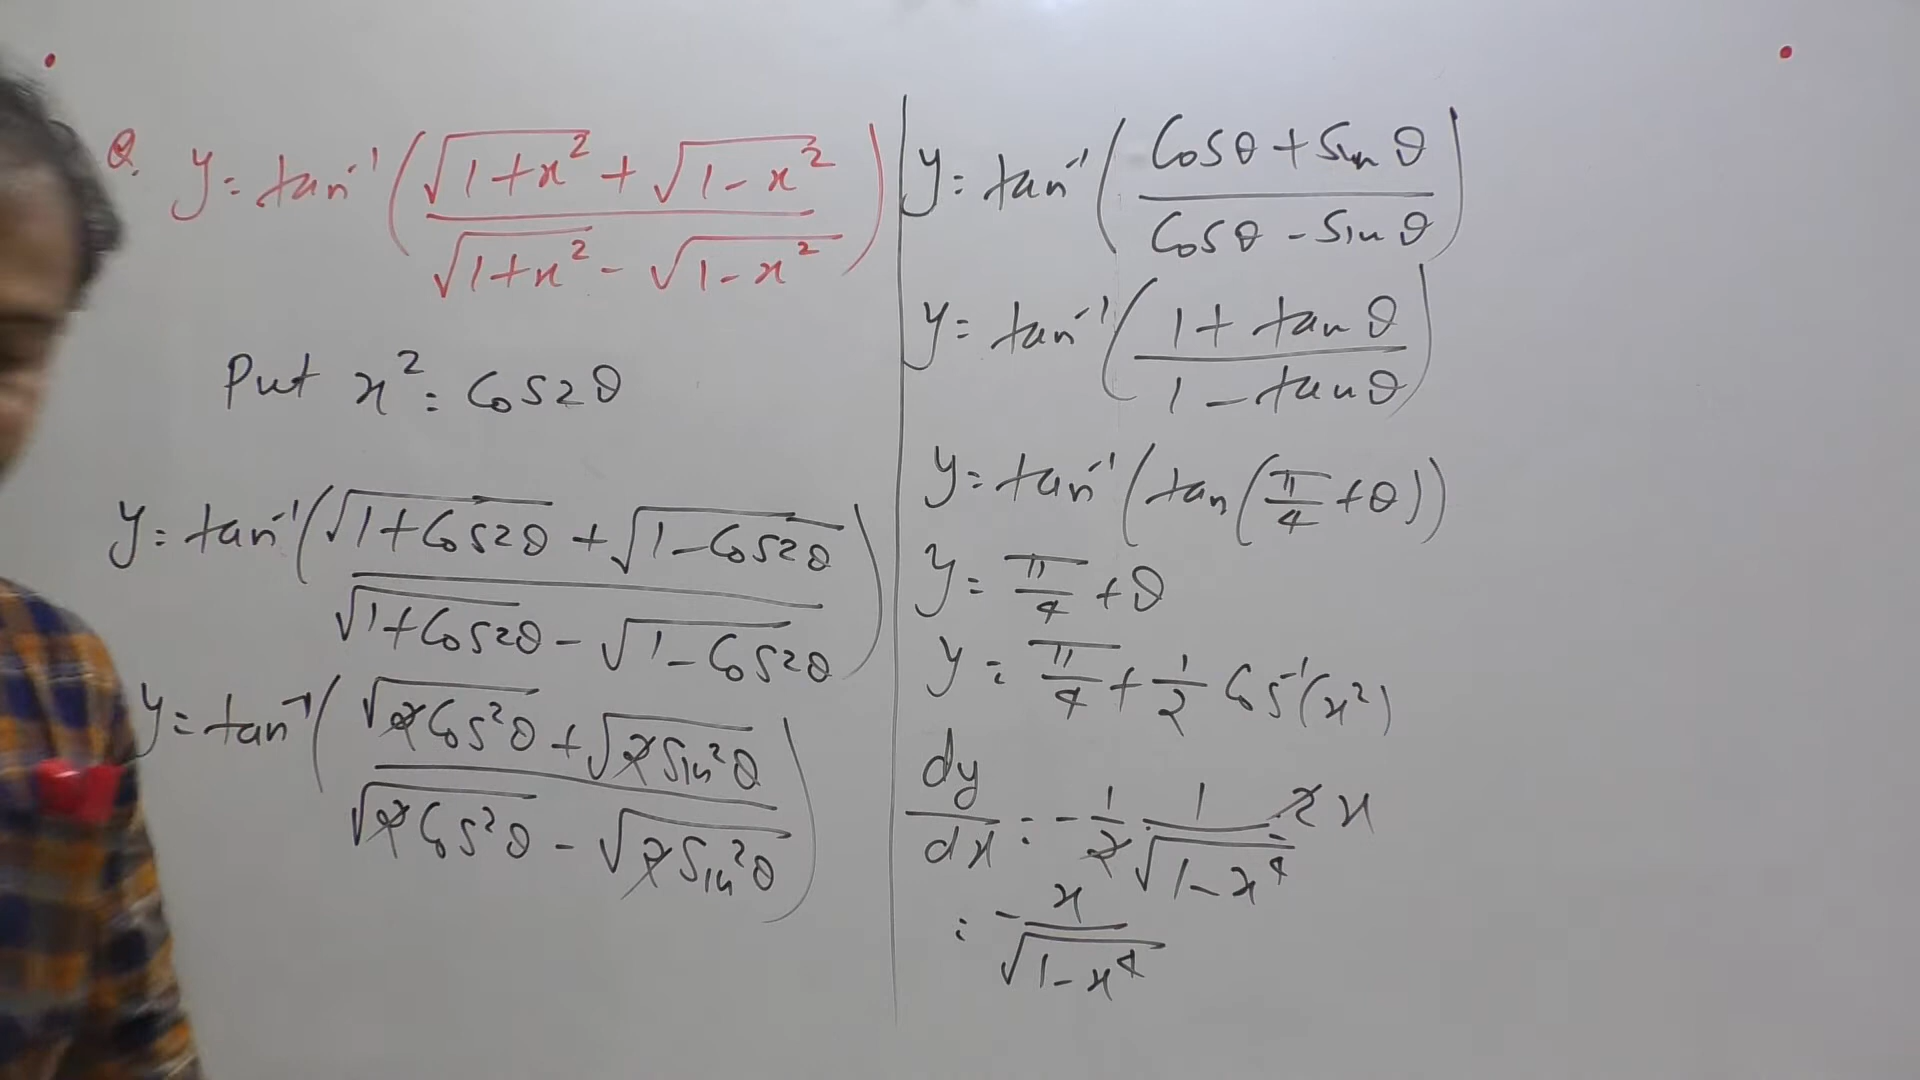 Q. y = tan⁻¹((√(1+x²) + √(1-x²)) / (√(1+x²) - √(1-x²)))
Put x² = Cos2θ
y = tan⁻¹((√(1+Cos2θ) + √(1-Cos2θ)) / (√(1+Cos2θ) - √(1-Cos2θ)))
y = tan⁻¹((√(2Cos²θ) + √(2Sin²θ)) / (√(2Cos²θ) - √(2Sin²θ)))
y = tan⁻¹((Cosθ + Sinθ) / (Cosθ - Sinθ))
y = tan⁻¹((1 + tanθ) / (1 - tanθ))
y = tan⁻¹(tan(π/4 + θ))
y = π/4 + θ
y = π/4 + 1/2 Cos⁻¹(x²)
dy/dx = -1/2 · 1/√(1-x⁴) · 2x
= -x/√(1-x⁴)